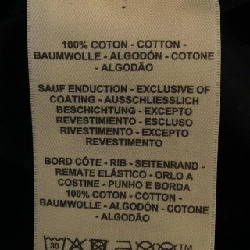 100% COTON - COTTON -
BAUMWOLLE - ALGODÓN - COTONE
- ALGODÃO
SAUF ENDUCTION - EXCLUSIVE OF
COATING - AUSSCHLIESSLICH
BESCHICHTUNG - EXCEPTO
REVESTIMIENTO - ESCLUSO
RIVESTIMENTO - EXCEPTO
REVESTIMENTO
BORD CÔTE - RIB - SEITENRAND -
REMATE ELÁSTICO - ORLO A
COSTINE - PUNHO E BORDA
100% COTON - COTTON -
BAUMWOLLE - ALGODÓN - COTONE
- ALGODÃO
30